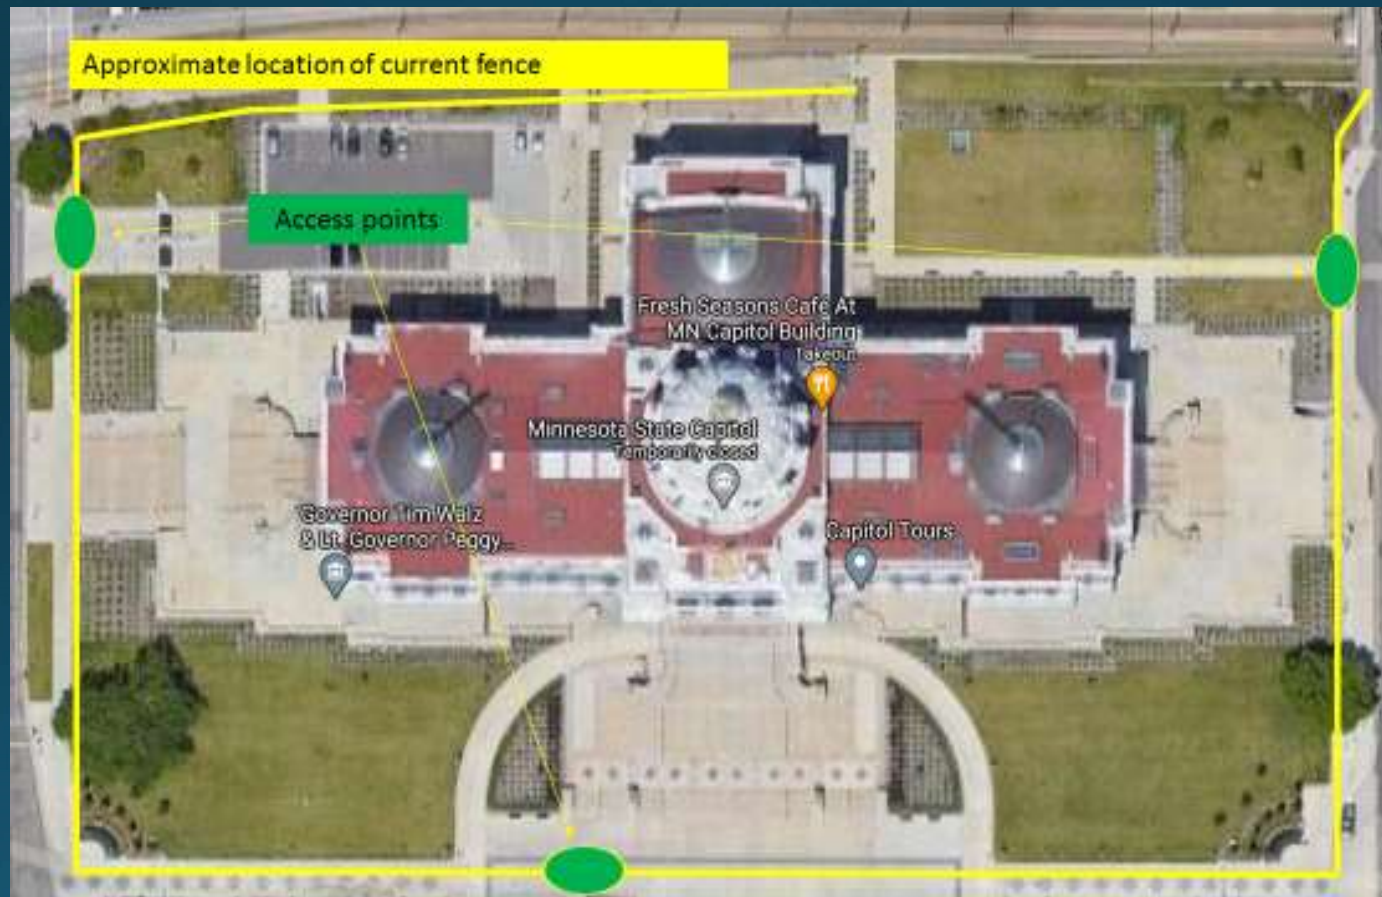 Approximate location of current fence
Access points
Fresh Seasons Cafe At
MN Capitol Building
Takeout
Minnesota State Capitol
Temporarily closed
Governor Tim Walz
& Lt. Governor Peggy...
Capitol Tours